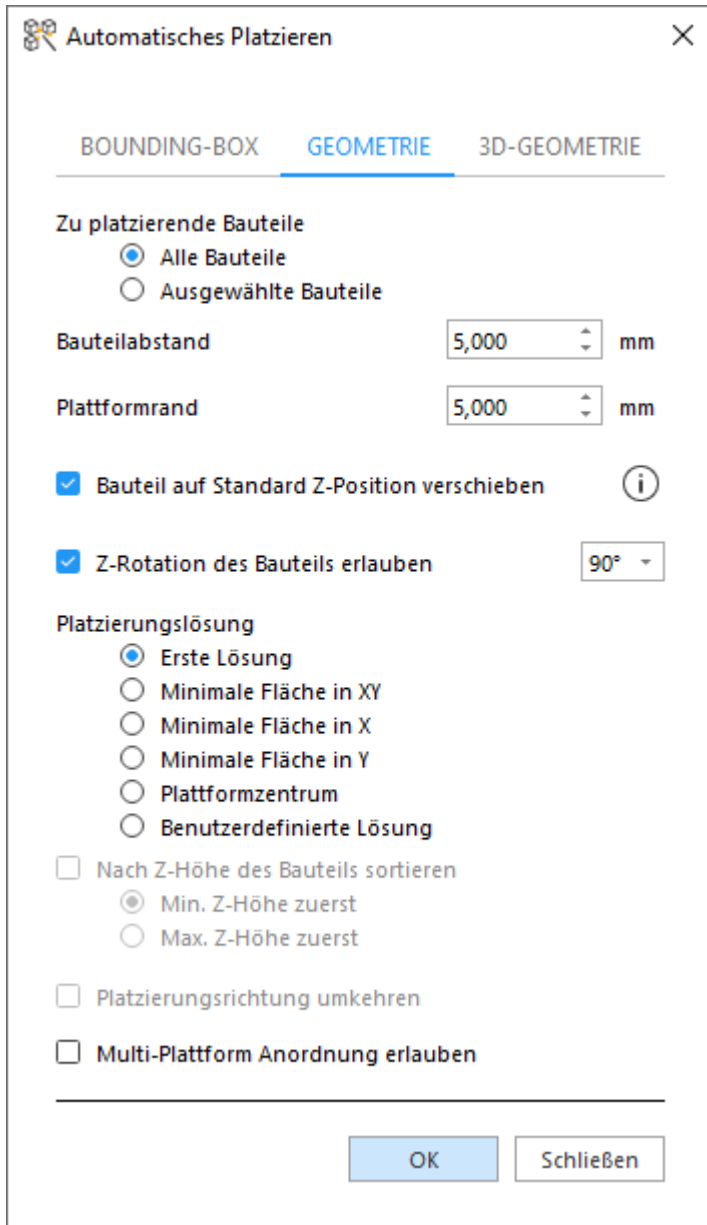 Automatisches Platzieren
BOUNDING-BOX GEOMETRIE 3D-GEOMETRIE
Zu platzierende Bauteile
Alle Bauteile
Ausgewählte Bauteile
Bauteilabstand 5,000 mm
Plattformrand 5,000 mm
Bauteil auf Standard Z-Position verschieben i
Z-Rotation des Bauteils erlauben 90°
Platzierungslösung
Erste Lösung
Minimale Fläche in XY
Minimale Fläche in X
Minimale Fläche in Y
Plattformzentrum
Benutzerdefinierte Lösung
Nach Z-Höhe des Bauteils sortieren
Min. Z-Höhe zuerst
Max. Z-Höhe zuerst
Platzierungsrichtung umkehren
Multi-Plattform Anordnung erlauben
OK Schließen